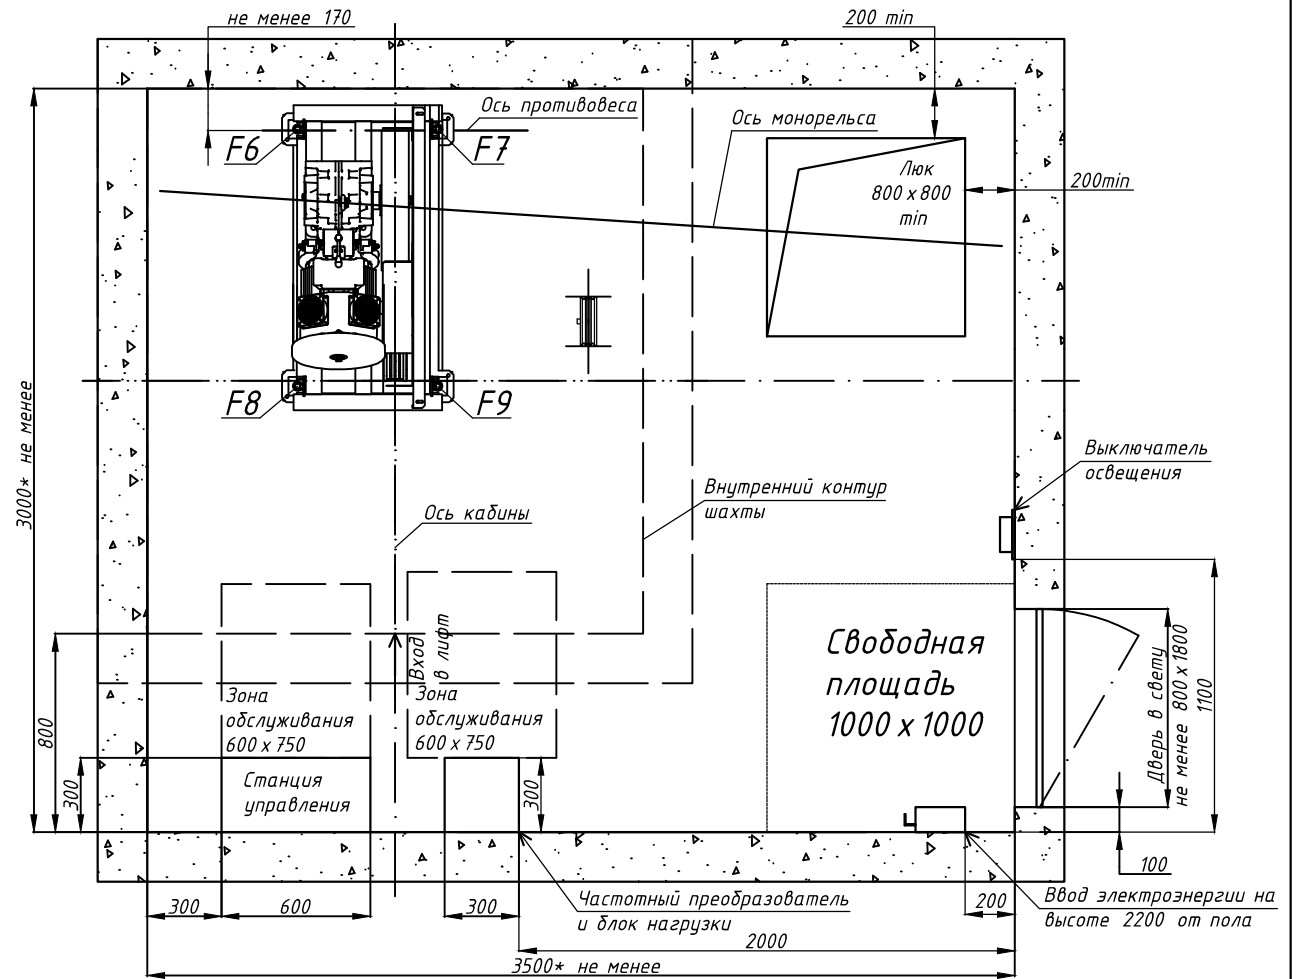 не менее 170
200 min
Ось противовеса
Ось монорельса
F6
F7
Люк
800 x 800
min
200min
F8
F9
3000* не менее
Выключатель
освещения
Внутренний контур
шахты
Ось кабины
Вход
в лифт
Свободная
площадь
1000 x 1000
Зона
обслуживания
600 x 750
Зона
обслуживания
600 x 750
Дверь в свету
не менее 800 x 1800
1100
800
300
Станция
управления
300
100
300
600
300
Частотный преобразователь
и блок нагрузки
200
Ввод электроэнергии на
высоте 2200 от пола
2000
3500* не менее